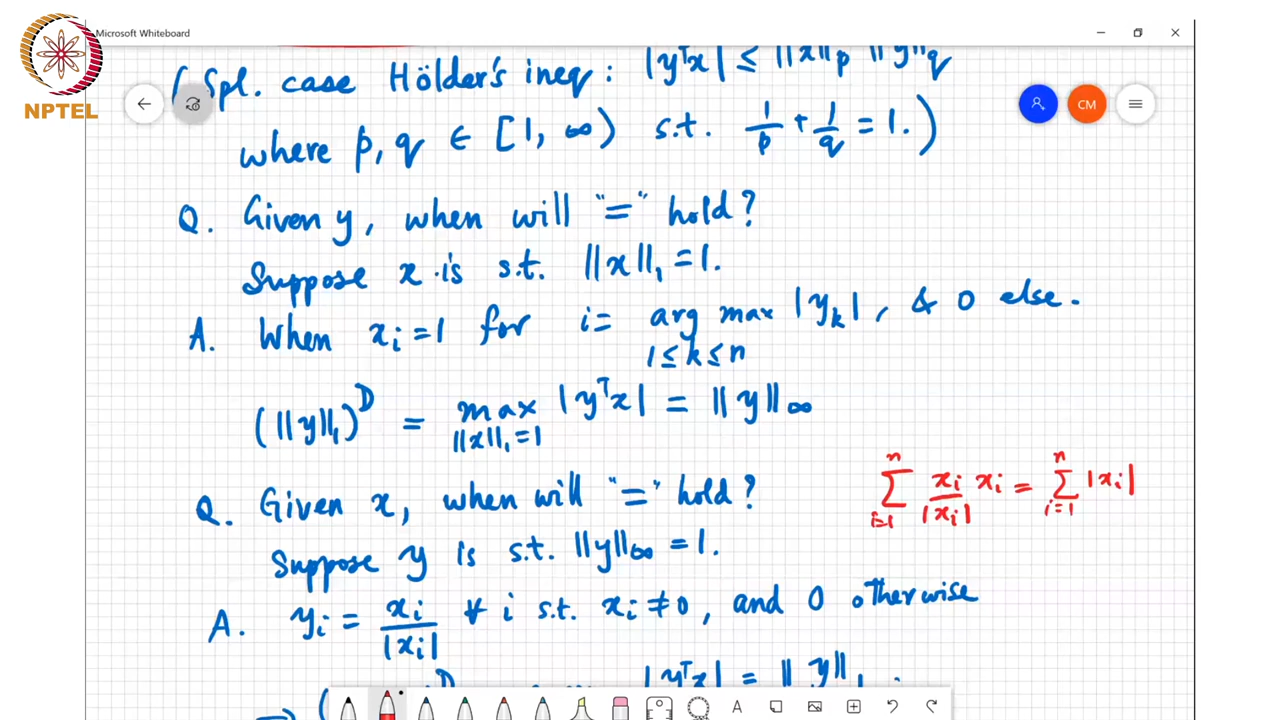 Microsoft Whiteboard
NPTEL
CM
(Spl. case Hölder's ineq: |yᵀx| ≤ ||x||p ||y||q
where p, q ∈ [1, ∞) s.t. 1/p + 1/q = 1.)
Q. Given y, when will "=" hold?
Suppose x is s.t. ||x||₁ = 1.
A. When xᵢ = 1 for i = arg max |yₖ|, & 0 else.
1 ≤ k ≤ n
(||y||₁)ᴰ = max |yᵀx| = ||y||∞
||x||₁ = 1
Q. Given x, when will "=" hold?
∑ᵢ₌₁ⁿ xᵢ/|xᵢ| xᵢ = ∑ᵢ₌₁ⁿ |xᵢ|
Suppose y is s.t. ||y||∞ = 1.
A. yᵢ = xᵢ/|xᵢ| ∀ i s.t. xᵢ ≠ 0, and 0 otherwise
|yᵀx| = ||y||₁
A